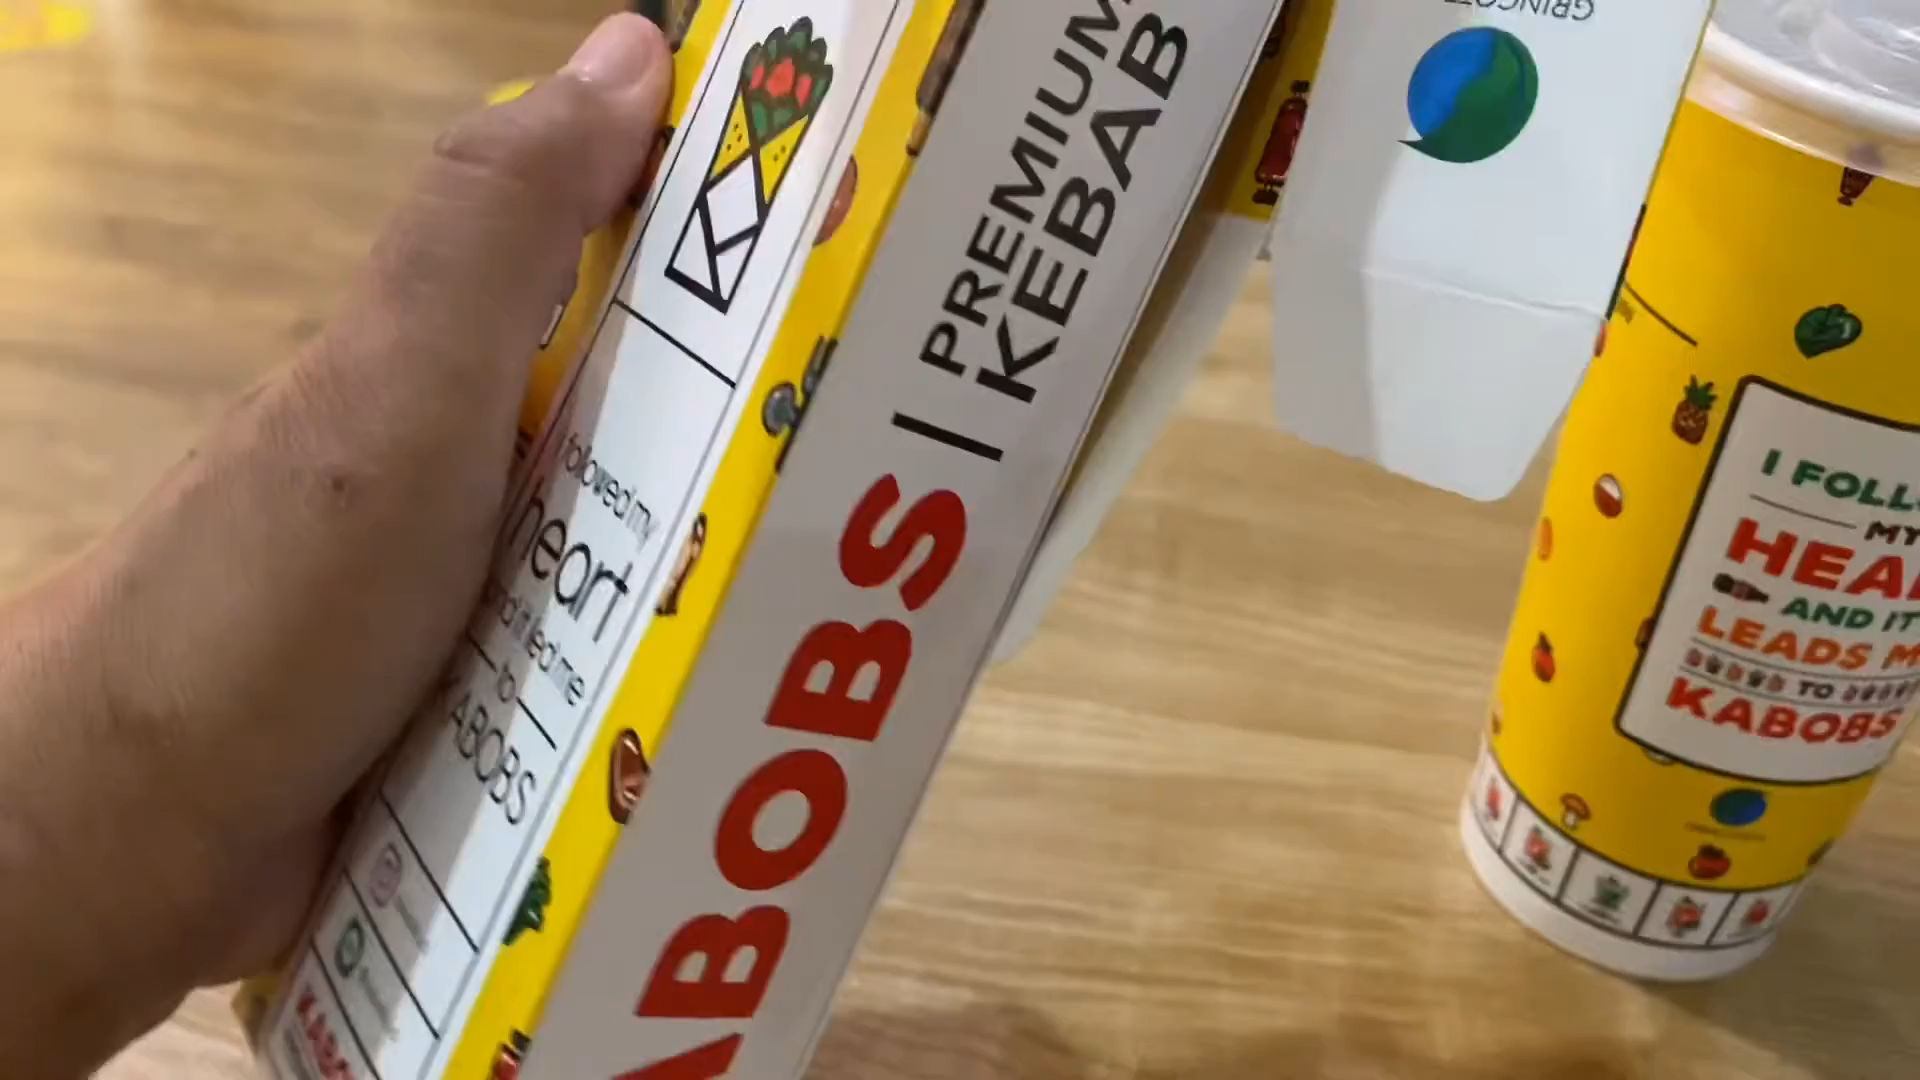 PREMIUM
KEBAB
ABOBS |
followed my
heart
and it led me
to
KABOBS
I FOLL
MY
HEA
AND IT
LEADS M
TO
KABOBS